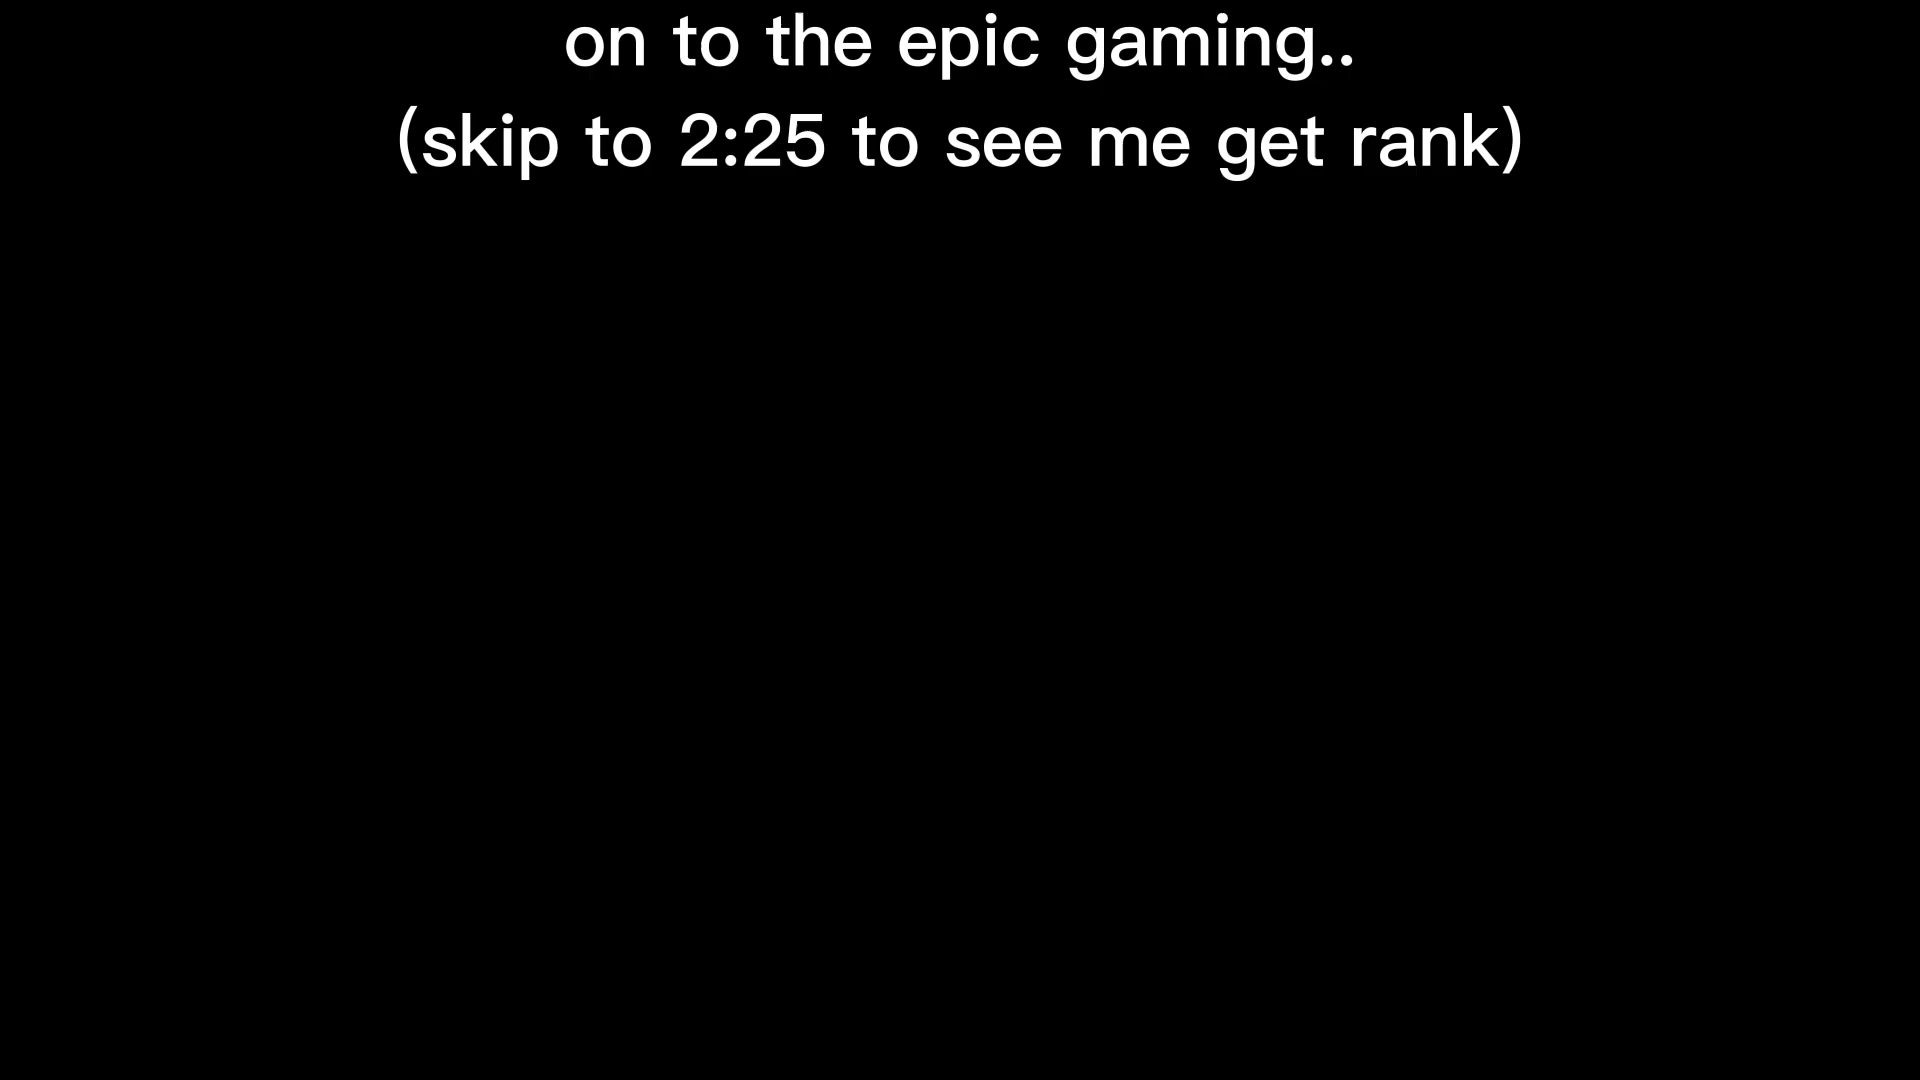 on to the epic gaming..
(skip to 2:25 to see me get rank)